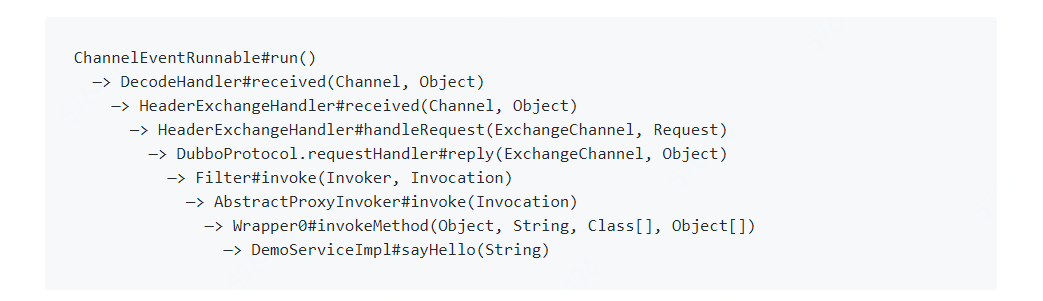 ChannelEventRunnable#run()
—> DecodeHandler#received(Channel, Object)
—> HeaderExchangeHandler#received(Channel, Object)
—> HeaderExchangeHandler#handleRequest(ExchangeChannel, Request)
—> DubboProtocol.requestHandler#reply(ExchangeChannel, Object)
—> Filter#invoke(Invoker, Invocation)
—> AbstractProxyInvoker#invoke(Invocation)
—> Wrapper0#invokeMethod(Object, String, Class[], Object[])
—> DemoServiceImpl#sayHello(String)